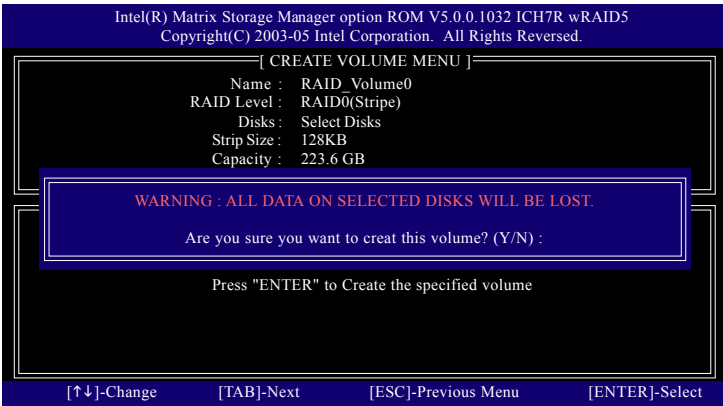 Intel(R) Matrix Storage Manager option ROM V5.0.0.1032 ICH7R wRAID5
Copyright(C) 2003-05 Intel Corporation. All Rights Reversed.
[ CREATE VOLUME MENU ]
Name : RAID_Volume0
RAID Level : RAID0(Stripe)
Disks : Select Disks
Strip Size : 128KB
Capacity : 223.6 GB
WARNING : ALL DATA ON SELECTED DISKS WILL BE LOST.
Are you sure you want to creat this volume? (Y/N) :
Press "ENTER" to Create the specified volume
[↑↓]-Change [TAB]-Next [ESC]-Previous Menu [ENTER]-Select